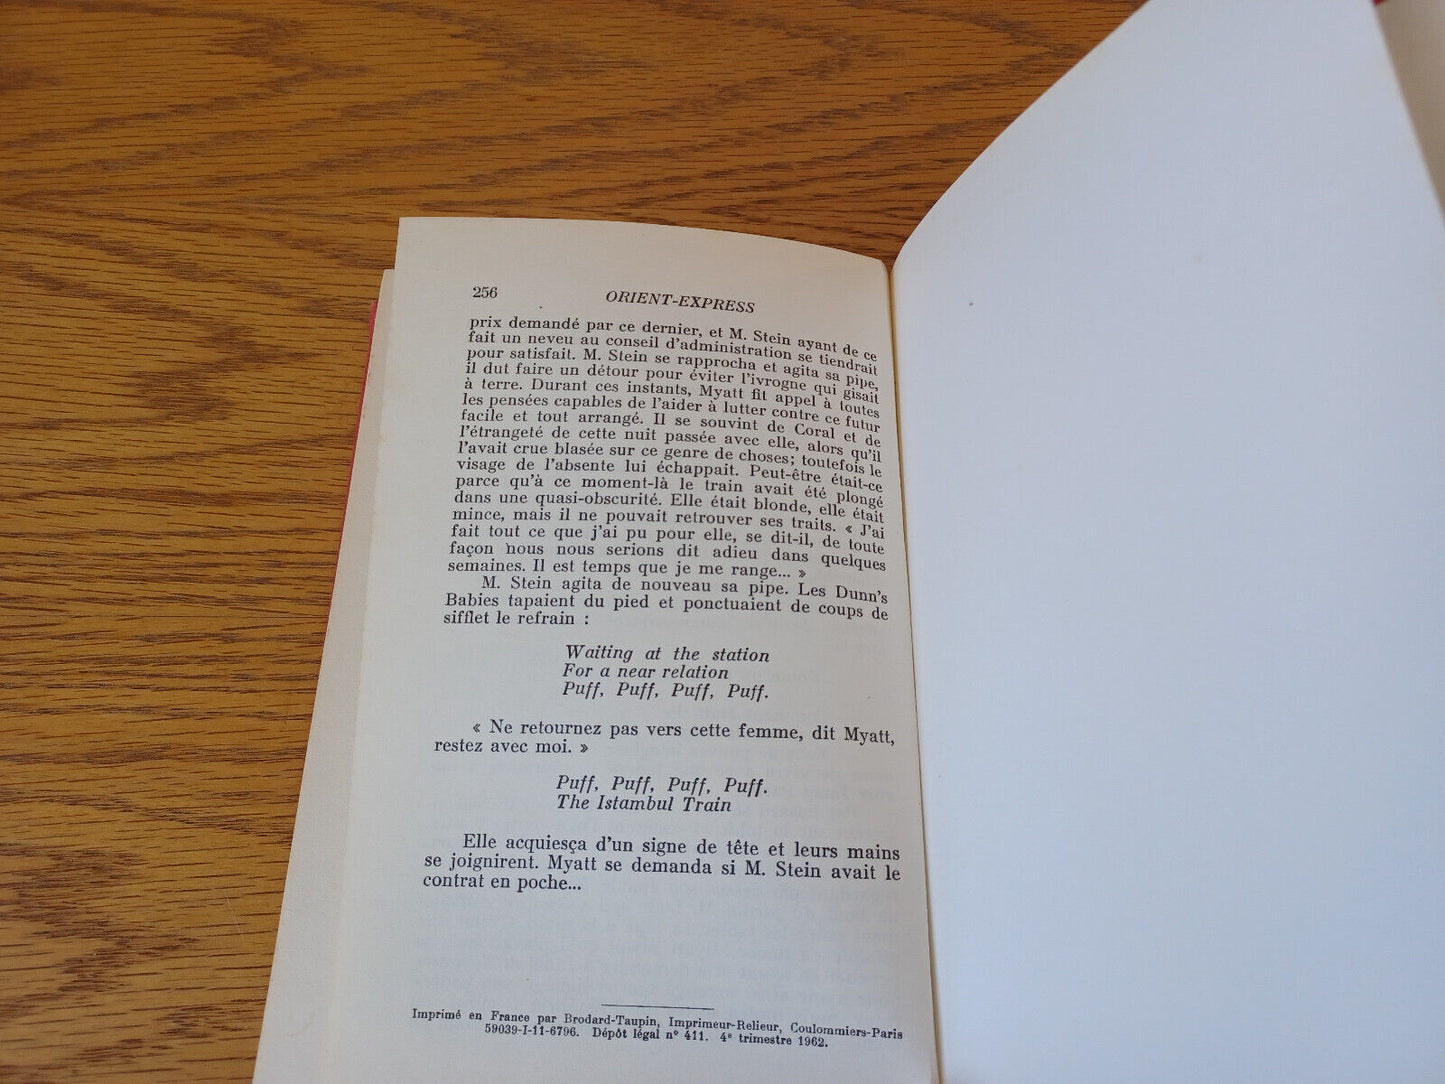 256
ORIENT-EXPRESS
prix demandé par ce dernier, et M. Stein ayant de ce
fait un neveu au conseil d'administration se tiendrait
pour satisfait. M. Stein se rapprocha et agita sa pipe,
il dut faire un détour pour éviter l'ivrogne qui gisait
à terre. Durant ces instants, Myatt fit appel à toutes
les pensées capables de l'aider à lutter contre ce futur
facile et tout arrangé. Il se souvint de Coral et de
l'étrangeté de cette nuit passée avec elle, alors qu'il
l'avait crue blasée sur ce genre de choses; toutefois le
visage de l'absente lui échappait. Peut-être était-ce
parce qu'à ce moment-là le train avait été plongé
dans une quasi-obscurité. Elle était blonde, elle était
mince, mais il ne pouvait retrouver ses traits. « J'ai
fait tout ce que j'ai pu pour elle, se dit-il, de toute
façon nous nous serions dit adieu dans quelques
semaines. Il est temps que je me range... »
M. Stein agita de nouveau sa pipe. Les Dunn's
Babies tapaient du pied et ponctuaient de coups de
sifflet le refrain :
Waiting at the station
For a near relation
Puff, Puff, Puff, Puff.
« Ne retournez pas vers cette femme, dit Myatt,
restez avec moi. »
Puff, Puff, Puff, Puff.
The Istambul Train
Elle acquiesça d'un signe de tête et leurs mains
se joignirent. Myatt se demanda si M. Stein avait le
contrat en poche...
Imprimé en France par Brodard-Taupin, Imprimeur-Relieur, Coulommiers-Paris
59039-I-11-6796. Dépôt légal n° 411. 4e trimestre 1962.